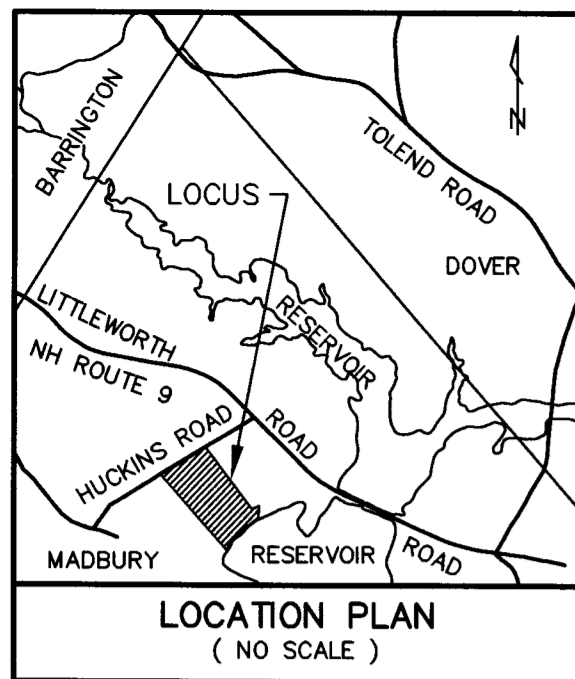 BARRINGTON
N
TOLEND ROAD
LOCUS
DOVER
RESERVOIR
LITTLEWORTH
NH ROUTE 9
HUCKINS ROAD
ROAD
MADBURY
RESERVOIR
ROAD
LOCATION PLAN
( NO SCALE )